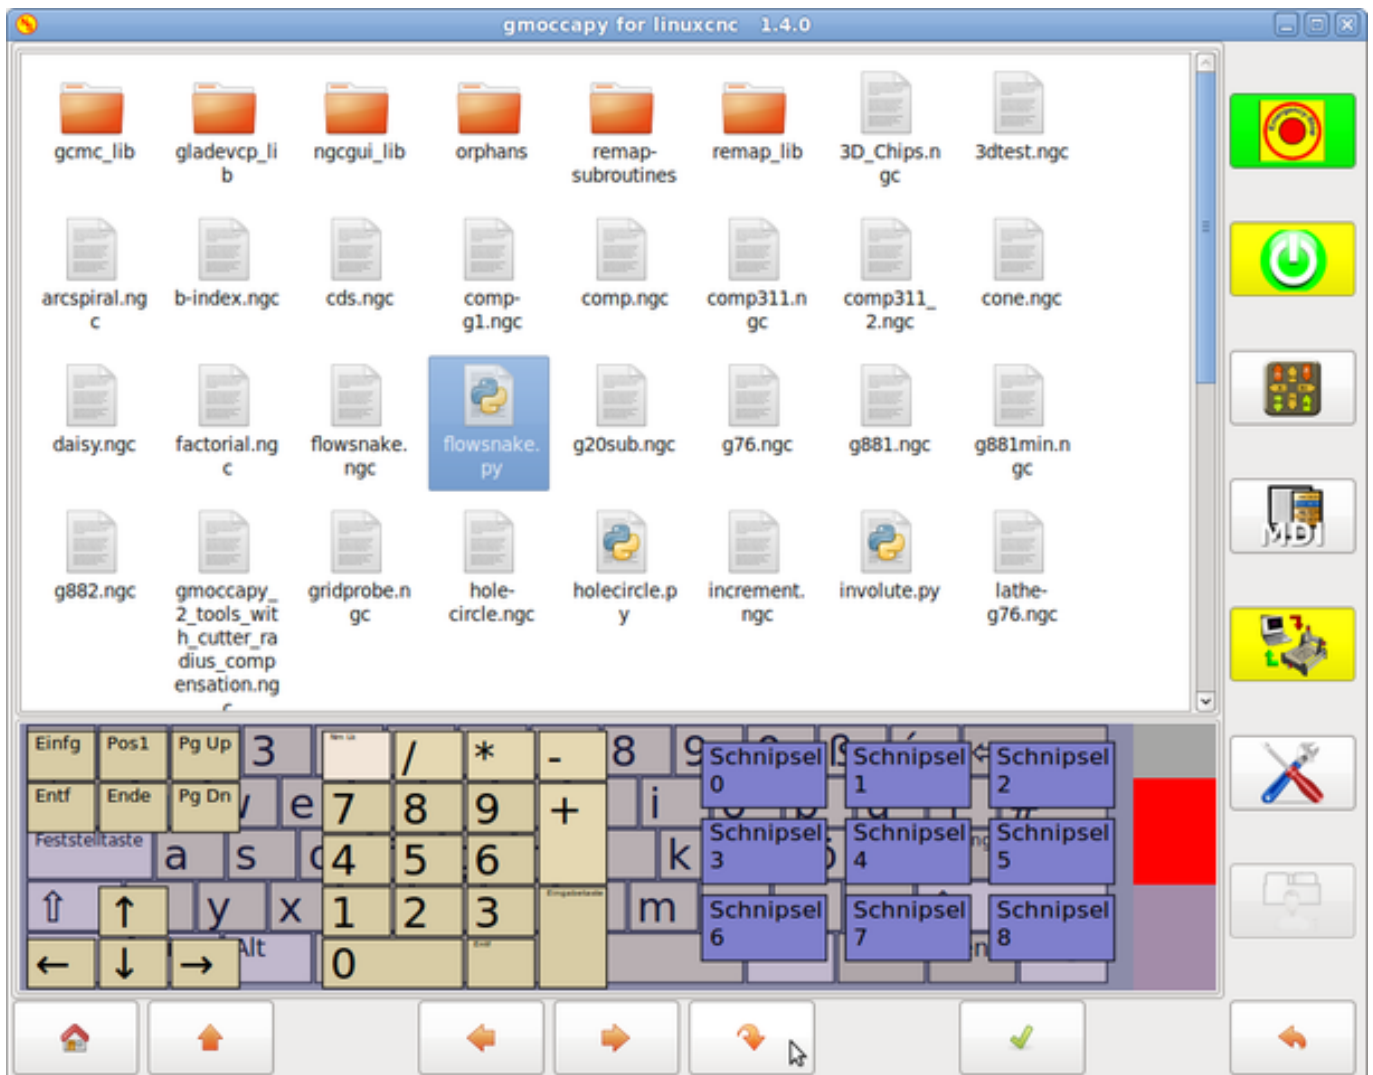 gmoccapy for linuxcnc 1.4.0
gcmc_lib
gladevcp_li
b
ngcgui_lib
orphans
remap-
subroutines
remap_lib
3D_Chips.n
gc
3dtest.ngc
arcspiral.ng
c
b-index.ngc
cds.ngc
comp-
g1.ngc
comp.ngc
comp311.n
gc
comp311_
2.ngc
cone.ngc
daisy.ngc
factorial.ng
c
flowsnake.
ngc
flowsnake.
py
g20sub.ngc
g76.ngc
g881.ngc
g881min.n
gc
g882.ngc
gmoccapy_
2_tools_wit
h_cutter_ra
dius_comp
ensation.ng
c
gridprobe.n
gc
hole-
circle.ngc
holecircle.p
y
increment.
ngc
involute.py
lathe-
g76.ngc
MDI
Einfg Pos1 Pg Up 3 / * - 8 9
Entf Ende Pg Dn e 7 8 9 + i
Feststelltaste a s 4 5 6 k
⇧ ↑ y x 1 2 3 Eingabetaste m
← ↓ → Alt 0
Schnipsel
0
Schnipsel
1
Schnipsel
2
Schnipsel
3
Schnipsel
4
Schnipsel
5
Schnipsel
6
Schnipsel
7
Schnipsel
8